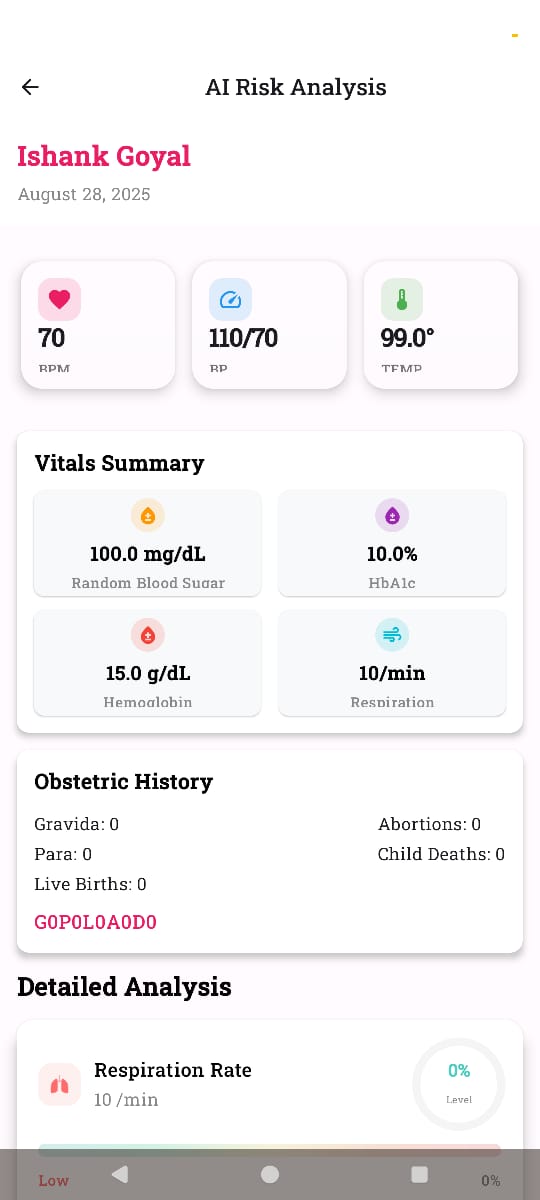 AI Risk Analysis
Ishank Goyal
August 28, 2025
70
110/70
99.0°
BPM
BP
TEMP
Vitals Summary
100.0 mg/dL
10.0%
Random Blood Sugar
HbA1c
15.0 g/dL
10/min
Hemoglobin
Respiration
Obstetric History
Gravida: 0
Abortions: 0
Para: 0
Child Deaths: 0
Live Births: 0
G0P0L0A0D0
Detailed Analysis
Respiration Rate
0%
10 /min
Level
Low
0%